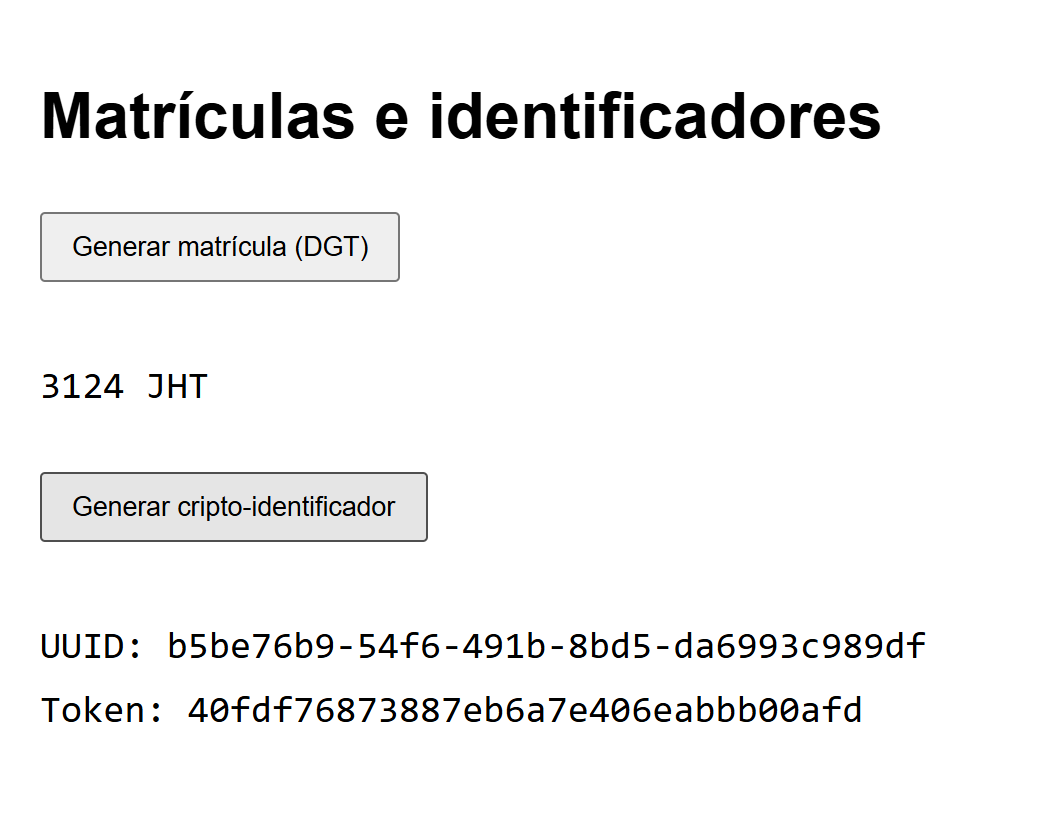 Matrículas e identificadores
Generar matrícula (DGT)
3124 JHT
Generar cripto-identificador
UUID: b5be76b9-54f6-491b-8bd5-da6993c989df
Token: 40fdf76873887eb6a7e406eabbb00afd